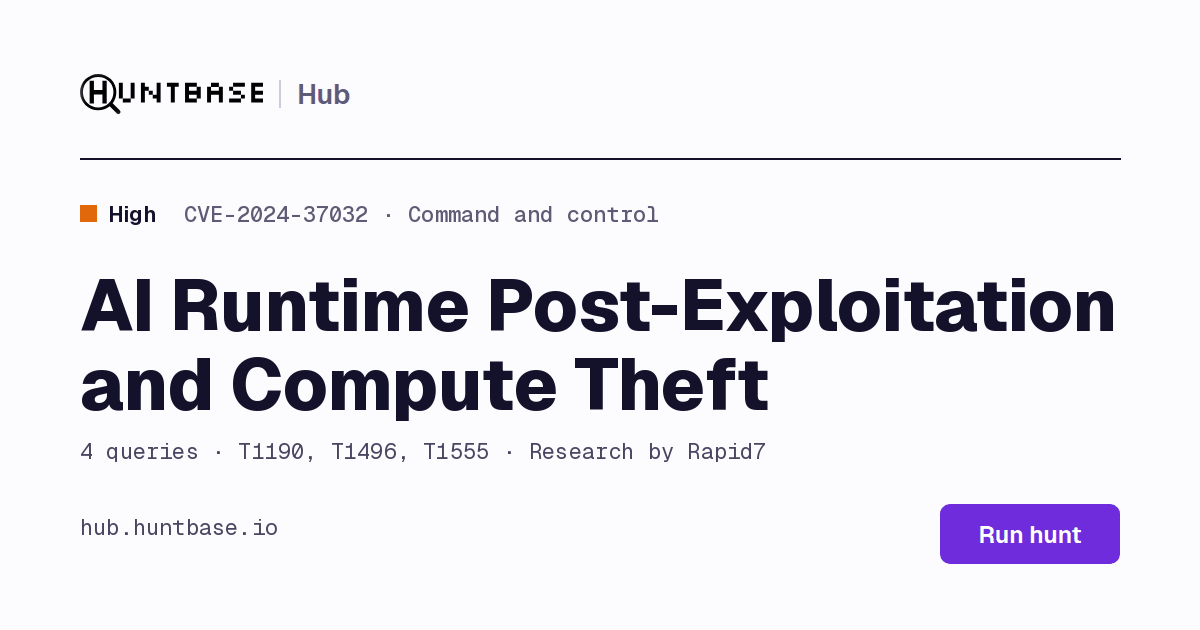 HUNTBASE | Hub
High CVE-2024-37032 · Command and control
AI Runtime Post-Exploitation
and Compute Theft
4 queries · T1190, T1496, T1555 · Research by Rapid7
hub.huntbase.io
Run hunt